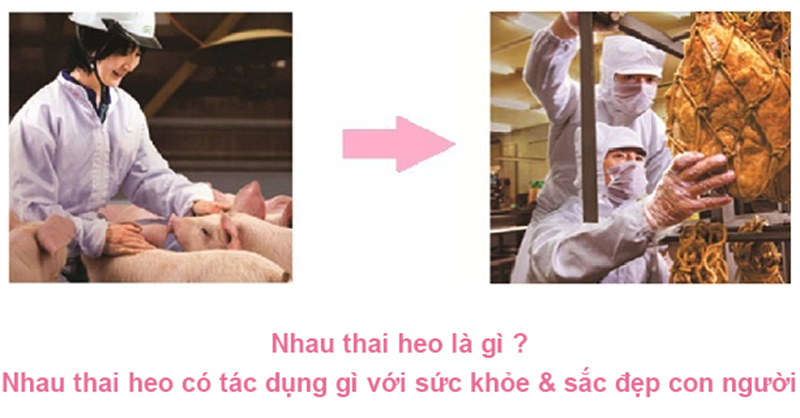 Nhau thai heo là gì ?
Nhau thai heo có tác dụng gì với sức khỏe & sắc đẹp con người